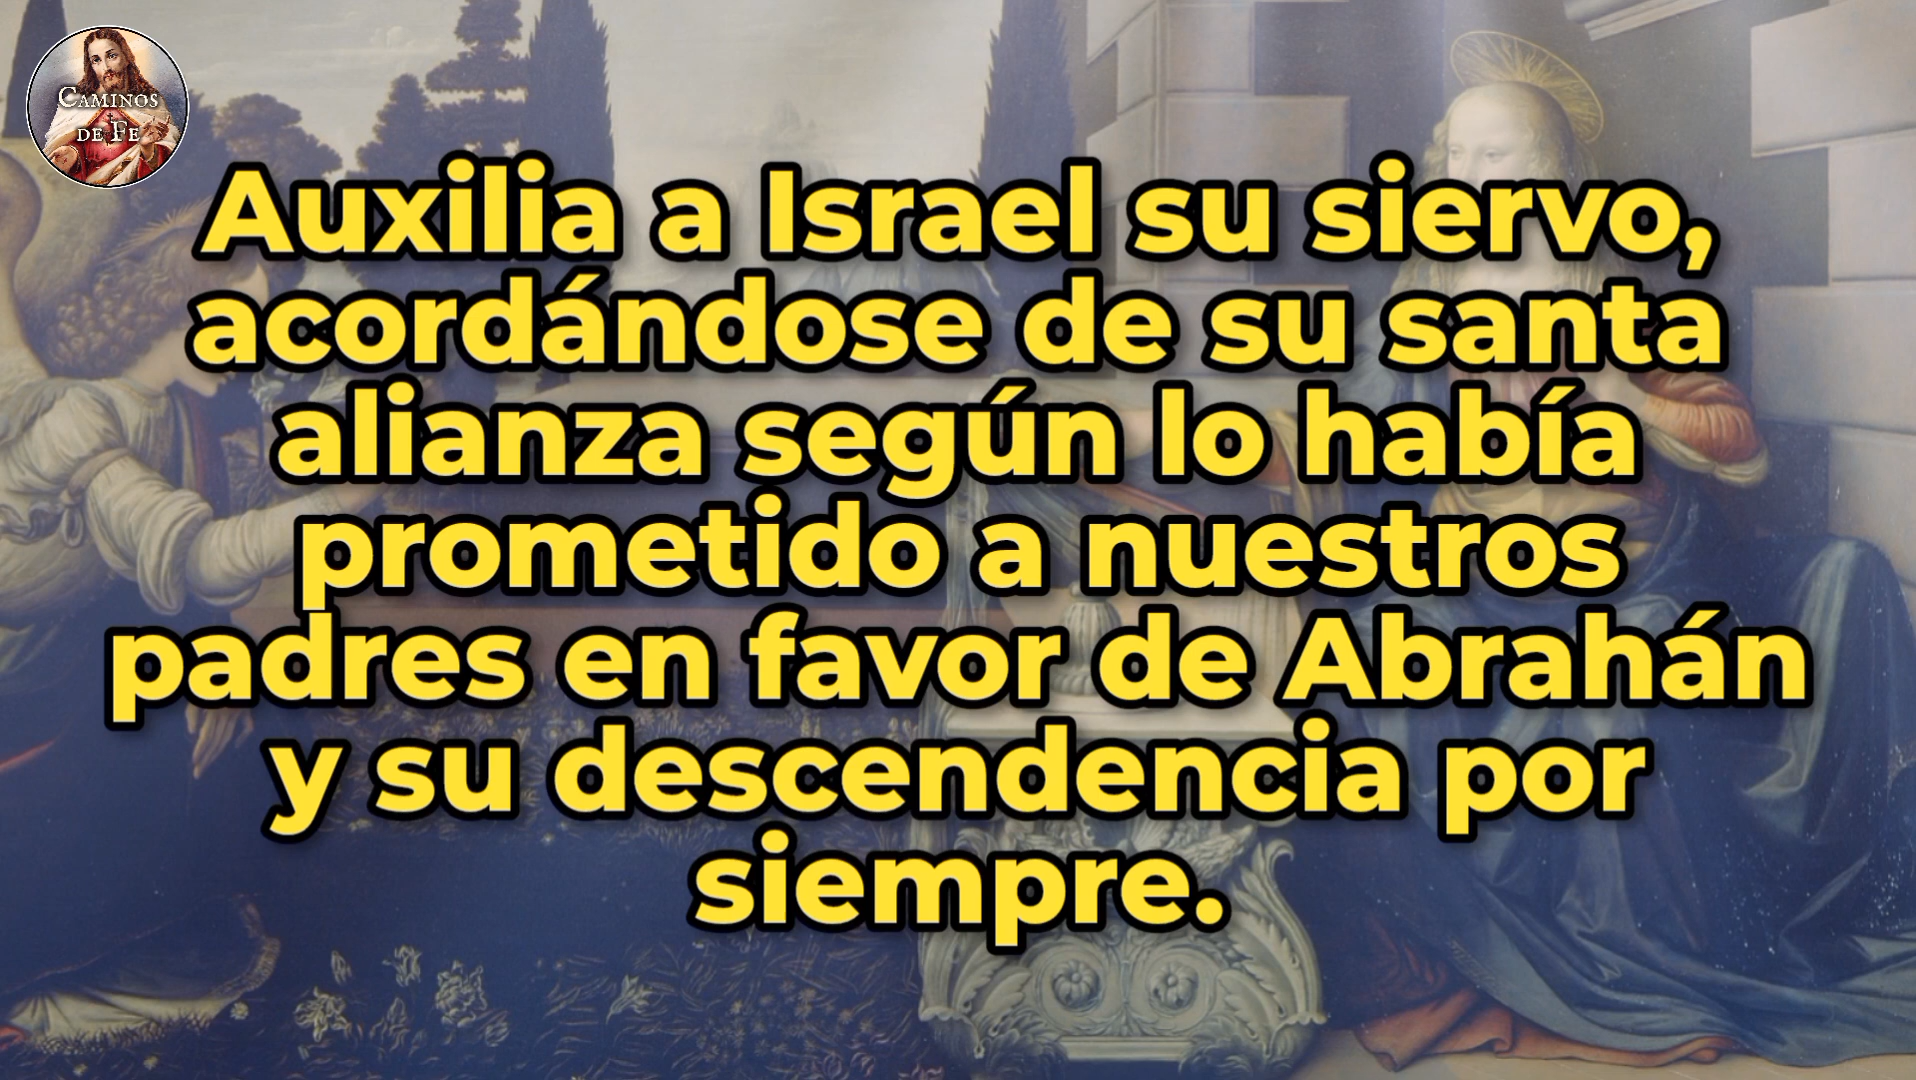 CAMINOS
DE FE
Auxilia a Israel su siervo,
acordándose de su santa
alianza según lo había
prometido a nuestros
padres en favor de Abrahán
y su descendencia por
siempre.